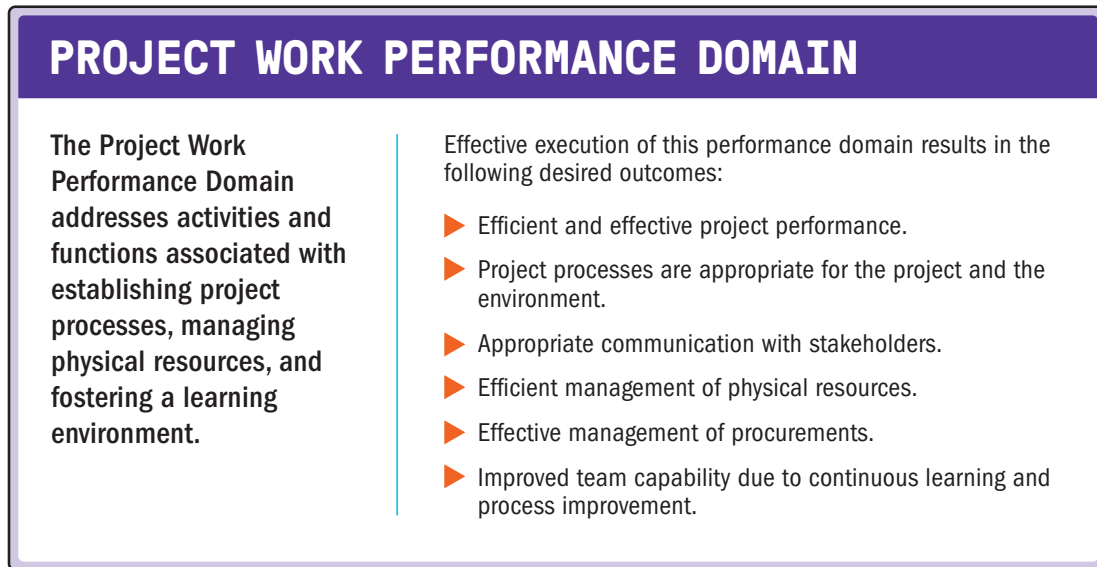 PROJECT WORK PERFORMANCE DOMAIN
The Project Work
Performance Domain
addresses activities and
functions associated with
establishing project
processes, managing
physical resources, and
fostering a learning
environment.
Effective execution of this performance domain results in the
following desired outcomes:
Efficient and effective project performance.
Project processes are appropriate for the project and the
environment.
Appropriate communication with stakeholders.
Efficient management of physical resources.
Effective management of procurements.
Improved team capability due to continuous learning and
process improvement.